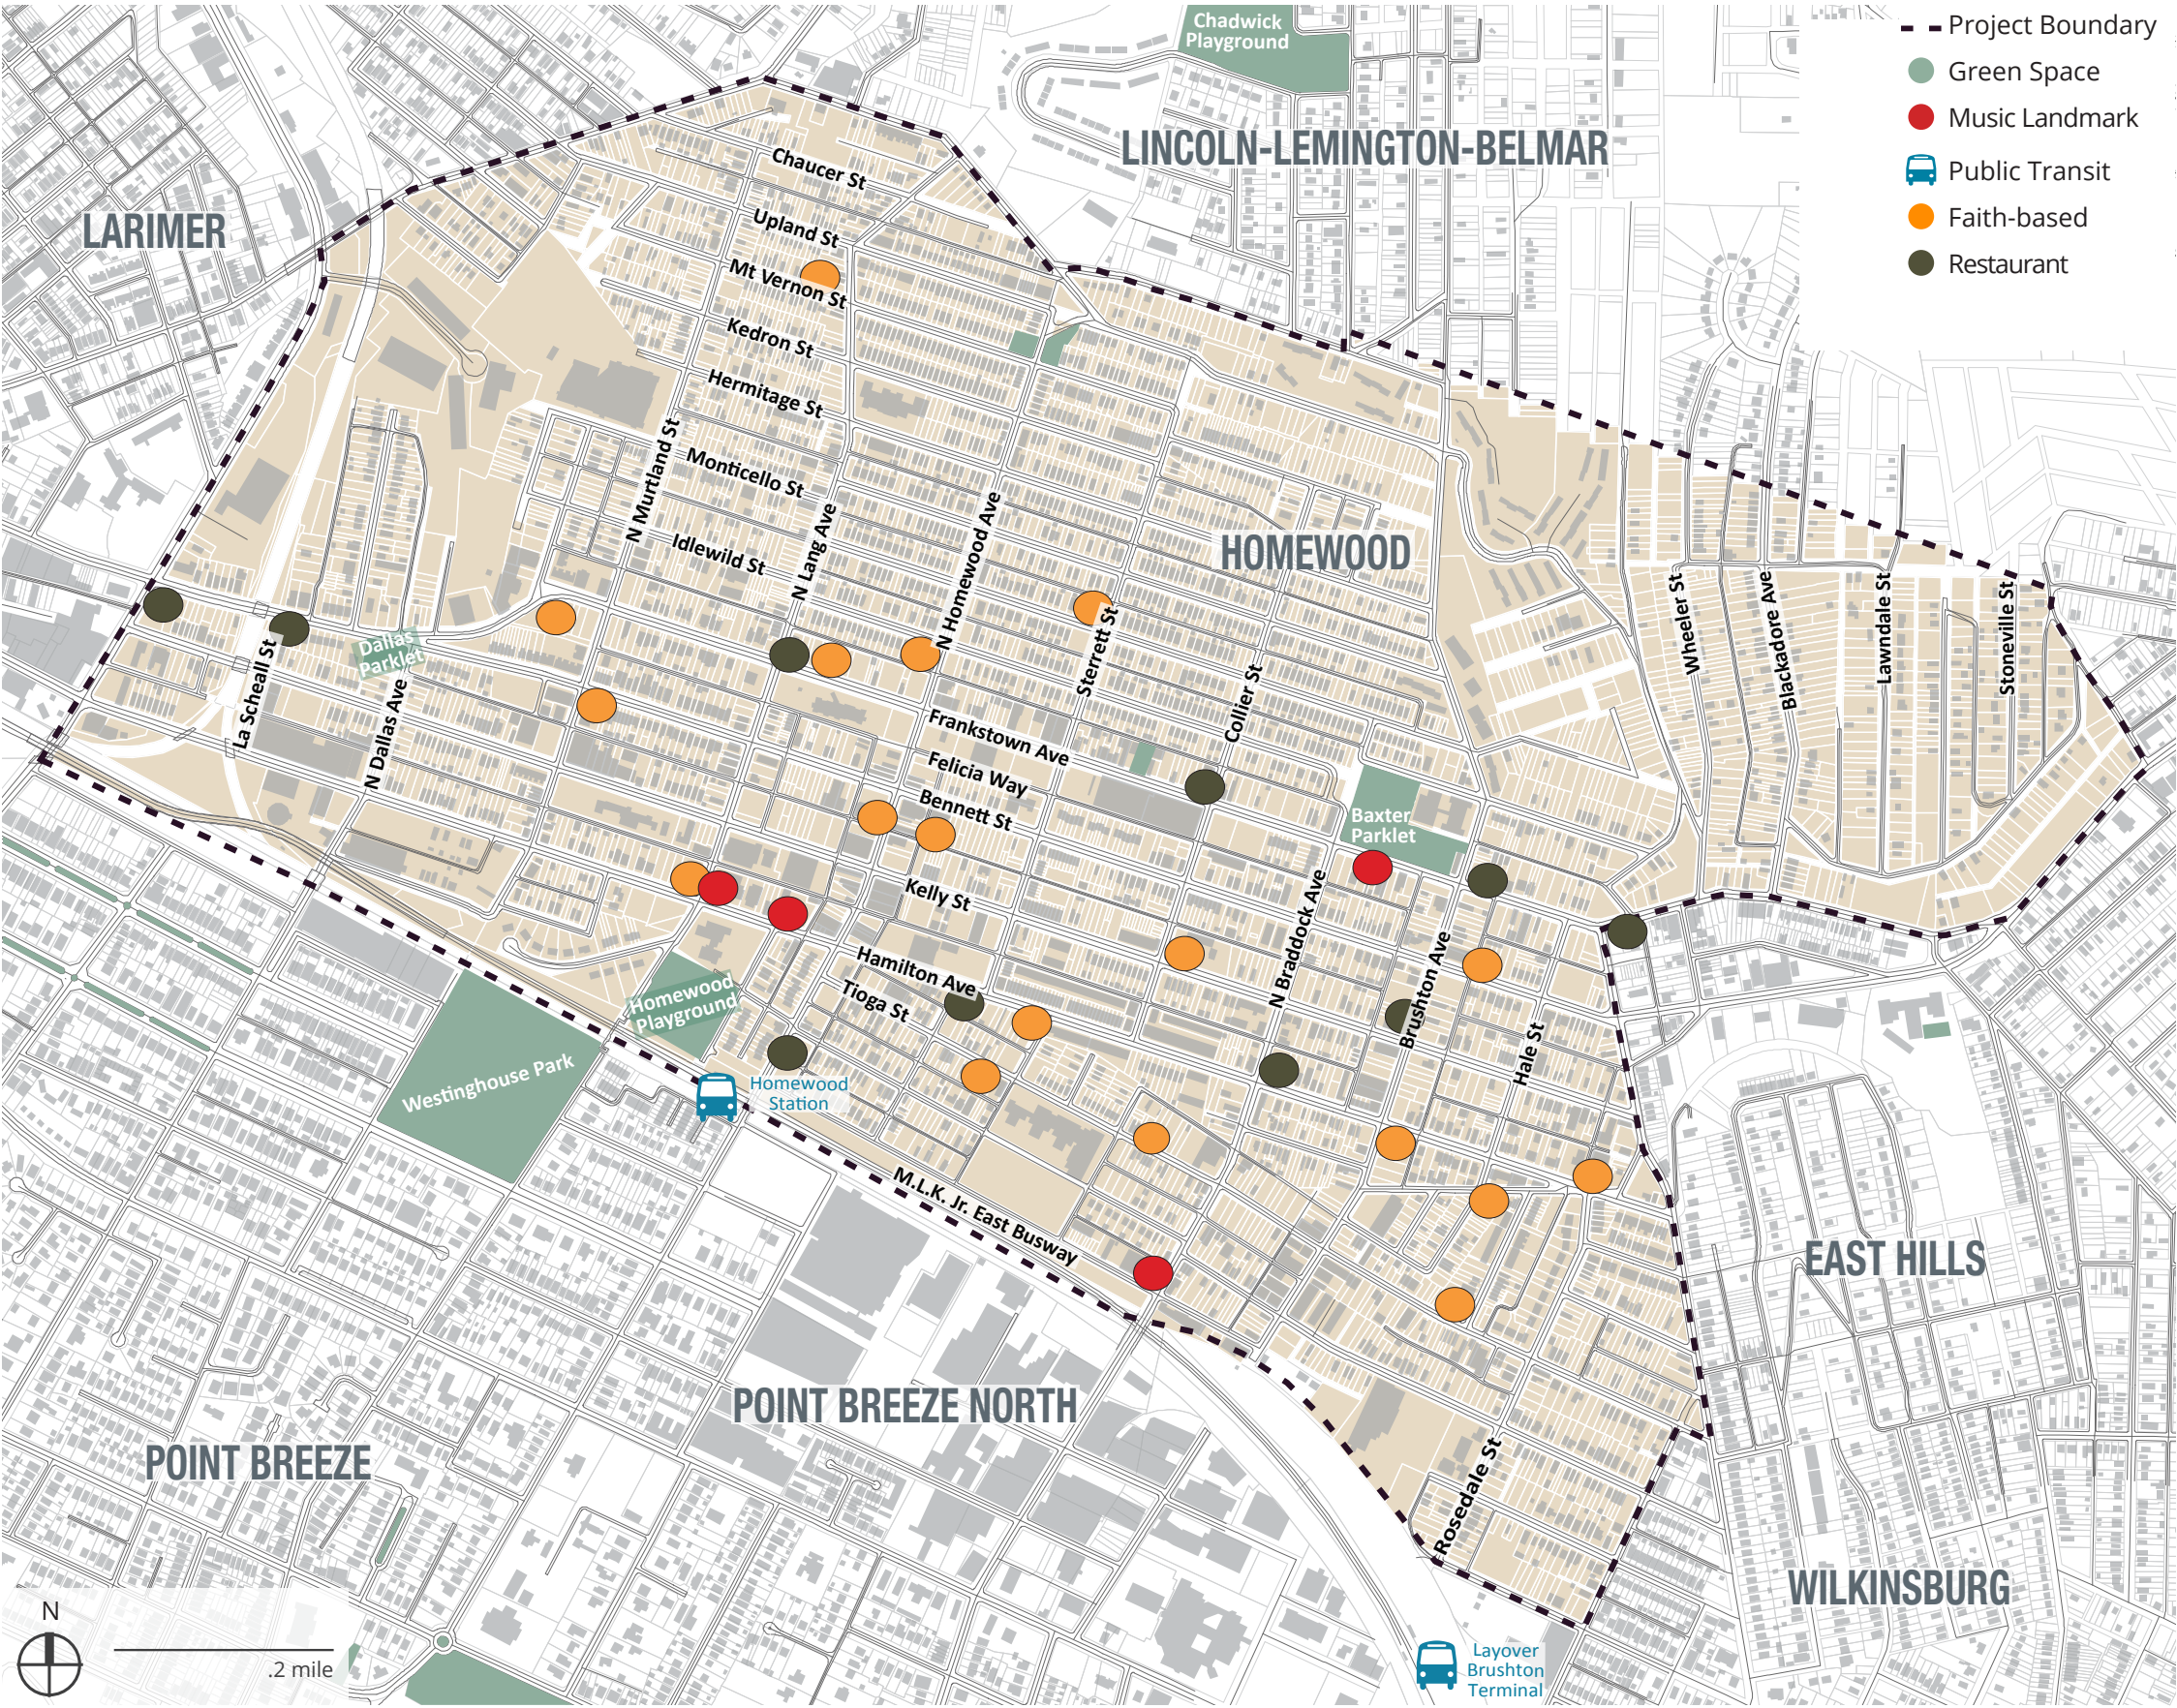 Chadwick
Playground
Project Boundary
Green Space
Music Landmark
Public Transit
Faith-based
Restaurant
LINCOLN-LEMINGTON-BELMAR
LARIMER
Chaucer St
Upland St
Mt Vernon St
Kedron St
Hermitage St
N Murtland St
Monticello St
N Lang Ave
Idlewild St
N Homewood Ave
HOMEWOOD
Wheeler St
Blackadore Ave
Lawndale St
Stoneville St
Dallas
Parklet
La Scheall St
N Dallas Ave
Sterrett St
Collier St
Frankstown Ave
Felicia Way
Bennett St
Baxter
Parklet
Kelly St
N Braddock Ave
Brushton Ave
Hamilton Ave
Tioga St
Hale St
Homewood
Playground
Westinghouse Park
Homewood
Station
M.L.K. Jr. East Busway
EAST HILLS
POINT BREEZE NORTH
POINT BREEZE
Rosedale St
WILKINSBURG
N
.2 mile
Layover
Brushton
Terminal